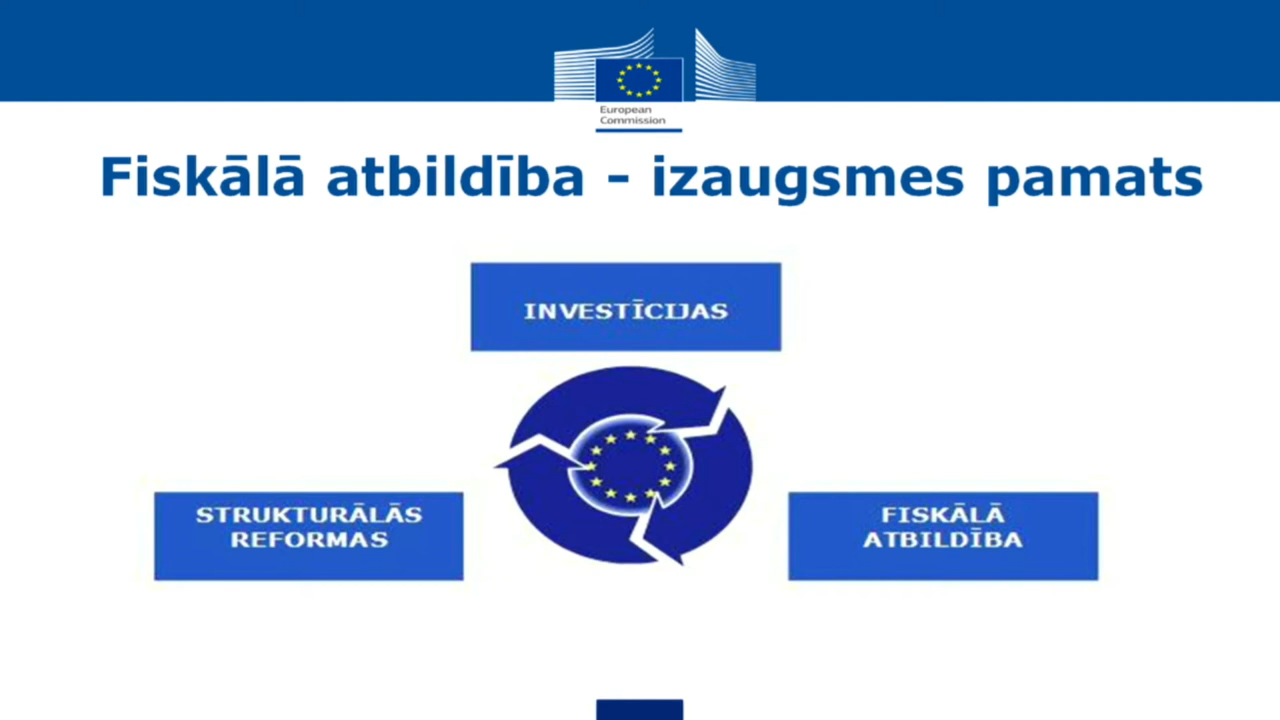 European
Commission
Fiskālā atbildība - izaugsmes pamats
INVESTĪCIJAS
STRUKTURĀLĀS
REFORMAS
FISKĀLĀ
ATBILDĪBA